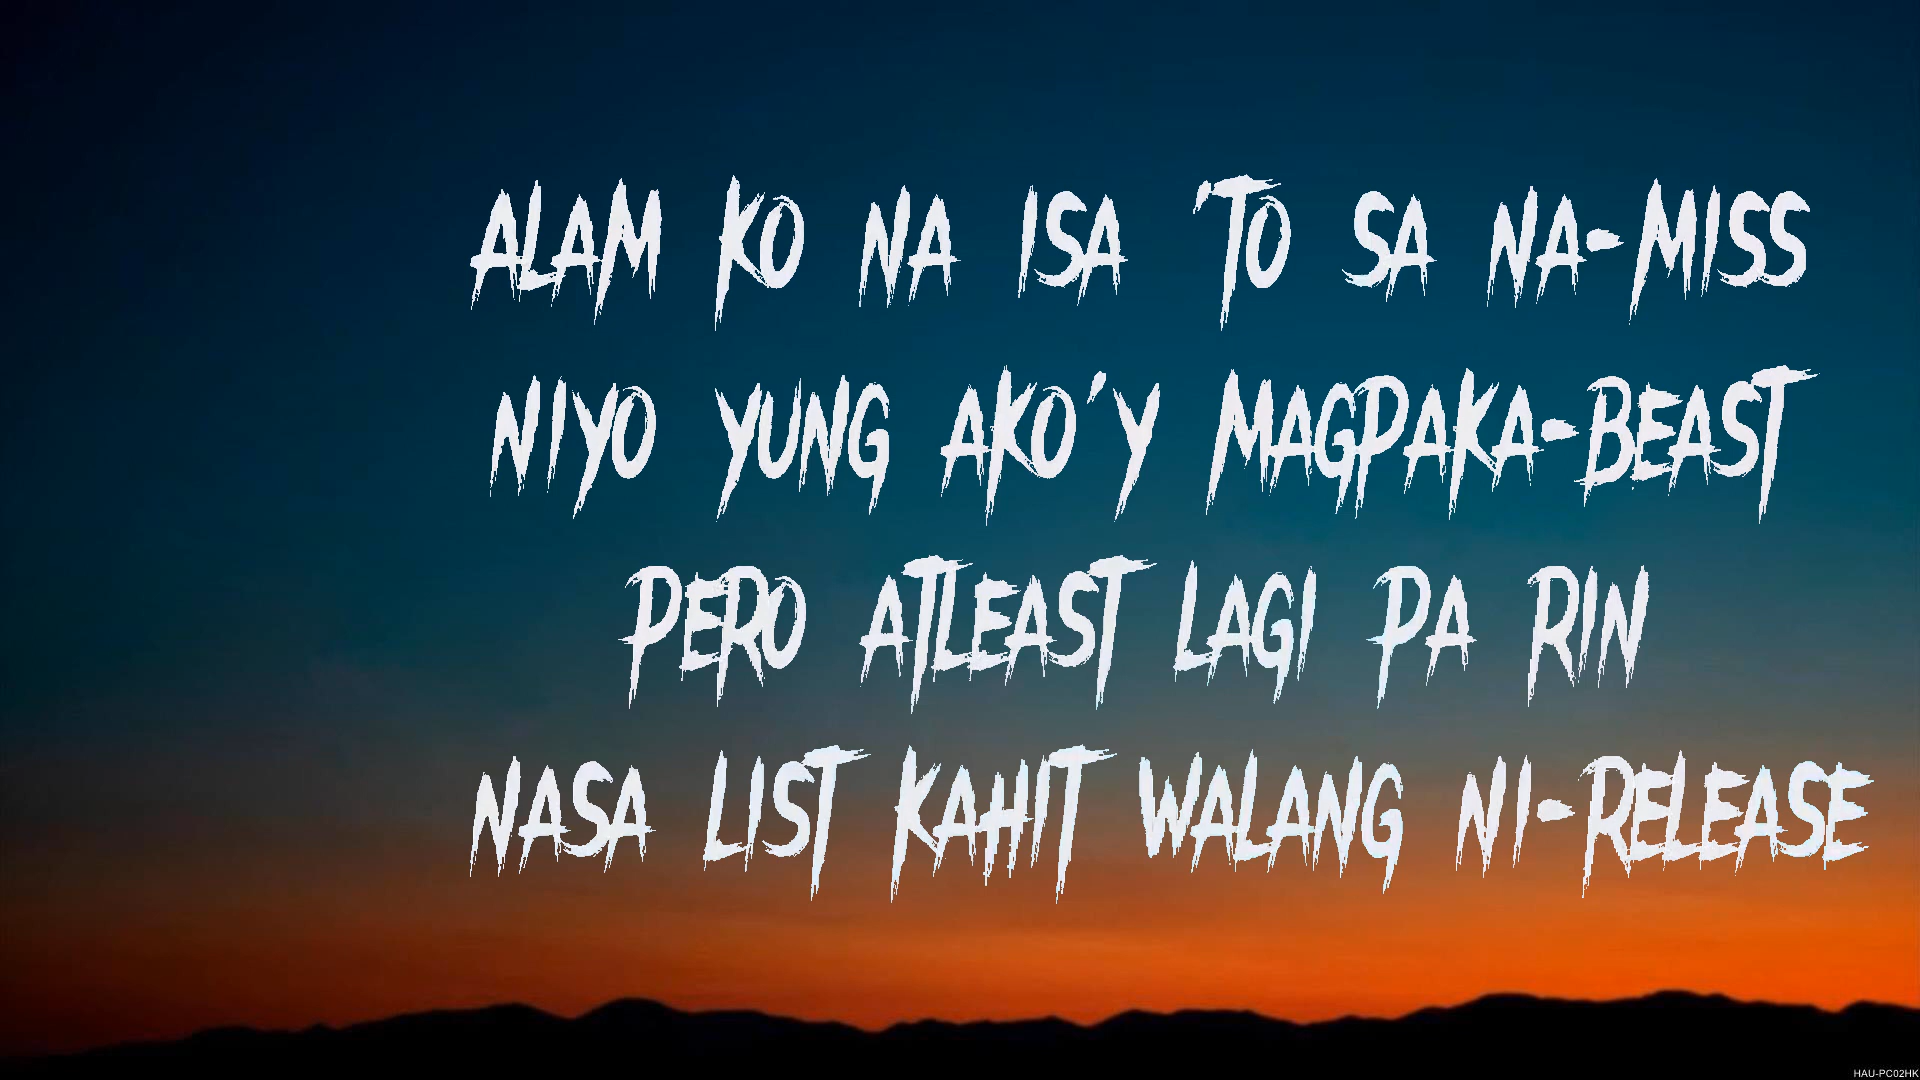 ALAM KO NA ISA 'TO SA NA-MISS
NIYO YUNG AKO'Y MAGPAKA-BEAST
PERO ATLEAST LAGI PA RIN
NASA LIST KAHIT WALANG NI-RELEASE
HAU-PC02HK